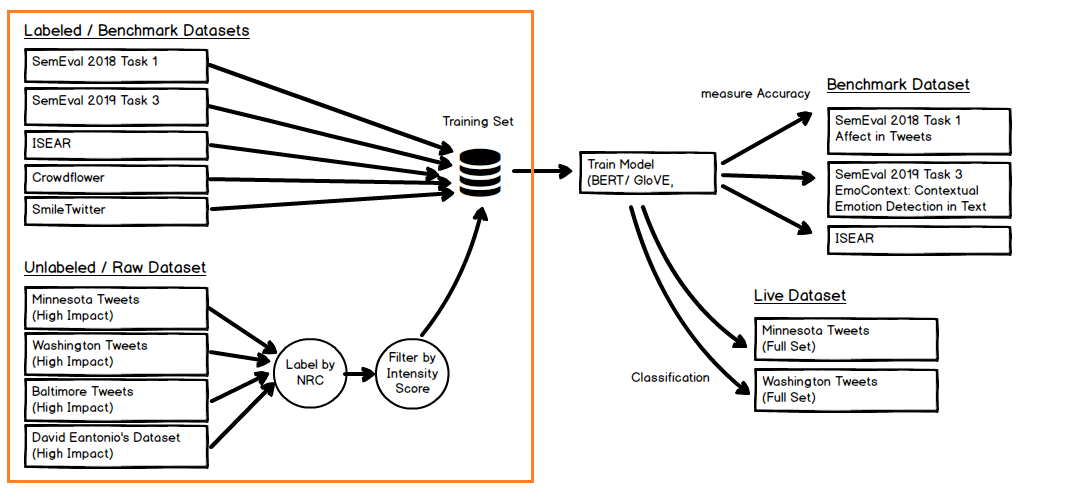 Labeled / Benchmark Datasets
SemEval 2018 Task 1
SemEval 2019 Task 3
ISEAR
Crowdflower
SmileTwitter
Training Set
Unlabeled / Raw Dataset
Minnesota Tweets
(High Impact)
Washington Tweets
(High Impact)
Baltimore Tweets
(High Impact)
David Eantonio's Dataset
(High Impact)
Label by
NRC
Filter by
Intensity
Score
Train Model
(BERT/ GloVE,
measure Accuracy
Benchmark Dataset
SemEval 2018 Task 1
Affect in Tweets
SemEval 2019 Task 3
EmoContext: Contextual
Emotion Detection in Text
ISEAR
Live Dataset
Minnesota Tweets
(Full Set)
Classification
Washington Tweets
(Full Set)